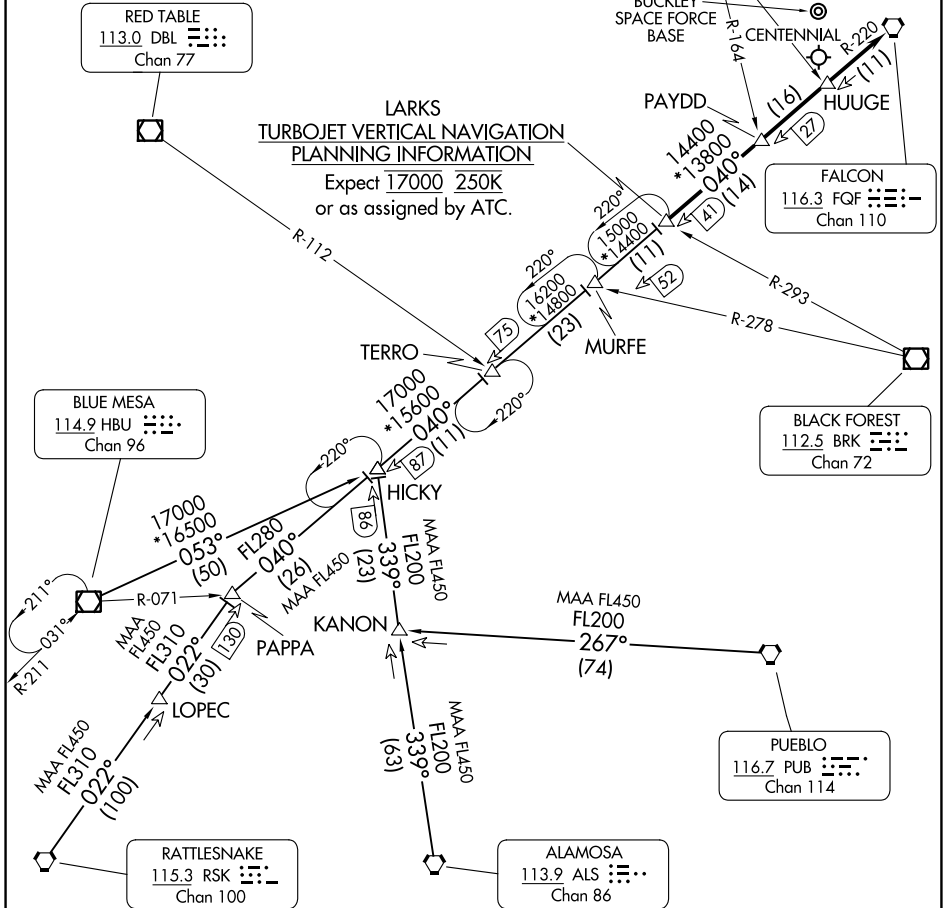 RED TABLE
113.0 DBL
Chan 77
BUCKLEY
SPACE FORCE
BASE
R-164
CENTENNIAL
R-220
(11)
HUUGE
(16)
PAYDD
27
FALCON
116.3 FQF
Chan 110
LARKS
TURBOJET VERTICAL NAVIGATION
PLANNING INFORMATION
Expect 17000 250K
or as assigned by ATC.
14400
*13800
040°
(14)
41
220°
15000
*14400
(11)
52
220°
16200
*14800
(23)
MURFE
R-112
R-293
R-278
75
TERRO
220°
BLACK FOREST
112.5 BRK
Chan 72
17000
*15600
040°
(11)
87
BLUE MESA
114.9 HBU
Chan 96
220°
HICKY
17000
*16500
053°
(50)
FL280
040°
(26)
MAA FL450
86
MAA FL450
FL200
339°
(23)
211°
031°
R-211
R-071
PAPPA
130
MAA
FL450
FL310
022°
(30)
LOPEC
KANON
MAA FL450
FL200
267°
(74)
MAA FL450
FL310
022°
(100)
MAA FL450
FL200
339°
(63)
PUEBLO
116.7 PUB
Chan 114
RATTLESNAKE
115.3 RSK
Chan 100
ALAMOSA
113.9 ALS
Chan 86